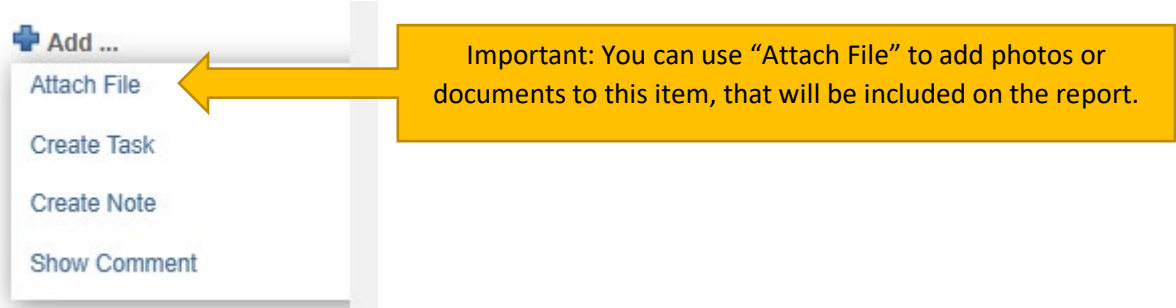 Add ...
Attach File
Create Task
Create Note
Show Comment
Important: You can use “Attach File” to add photos or
documents to this item, that will be included on the report.